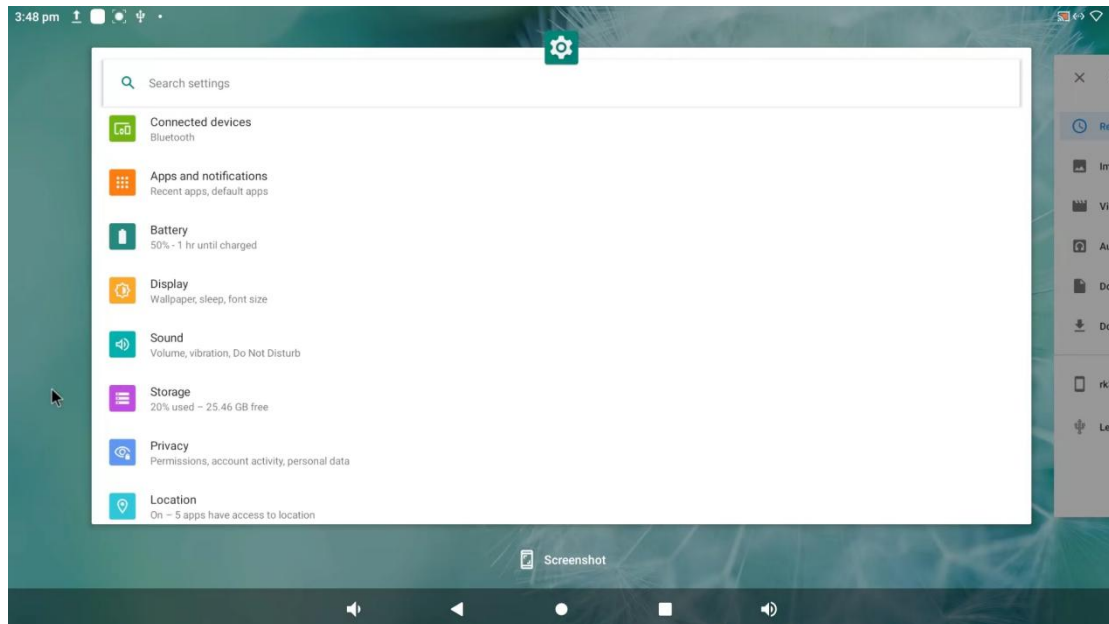 3:48 pm
Search settings
Connected devices
Bluetooth
Apps and notifications
Recent apps, default apps
Battery
50% - 1 hr until charged
Display
Wallpaper, sleep, font size
Sound
Volume, vibration, Do Not Disturb
Storage
20% used – 25.46 GB free
Privacy
Permissions, account activity, personal data
Location
On – 5 apps have access to location
Screenshot